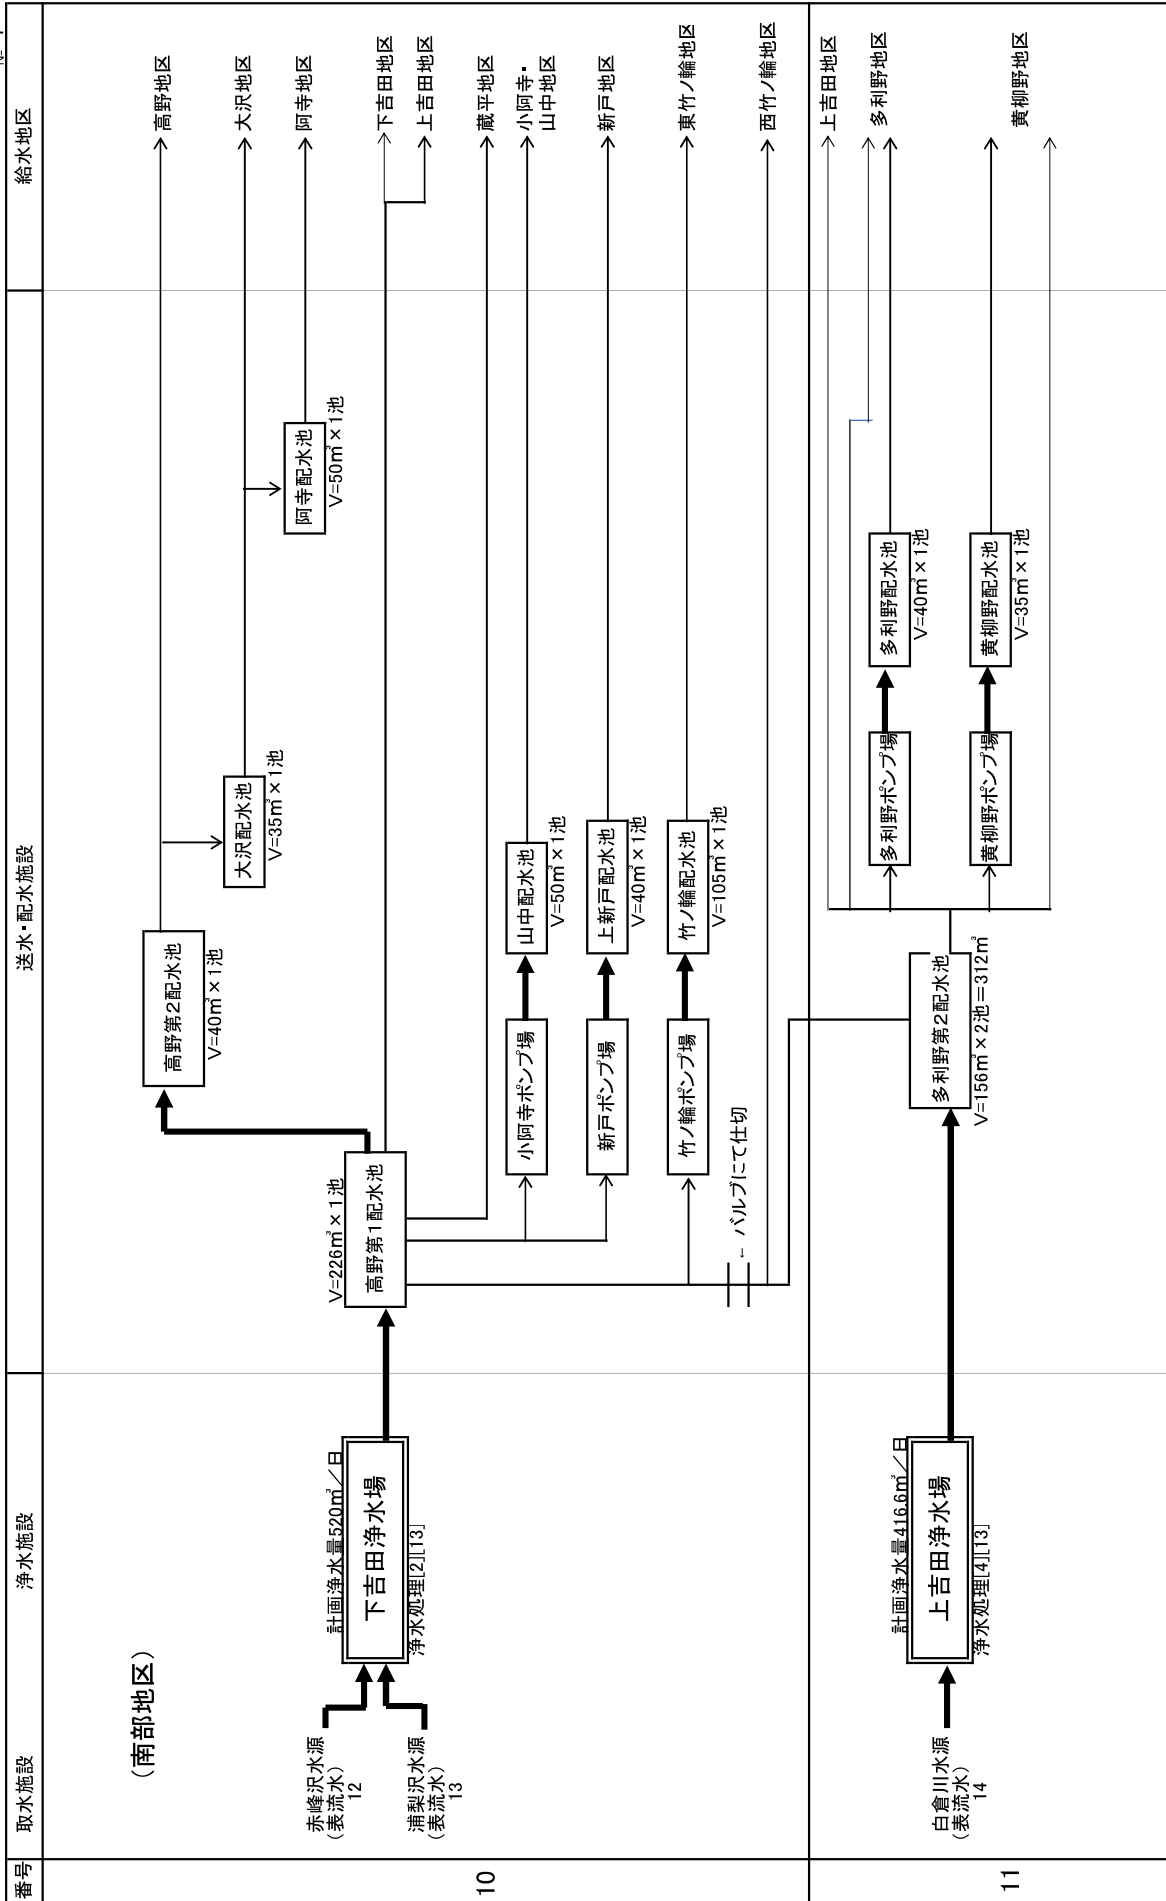 番号
取水施設
浄水施設
送水・配水施設
給水地区
(南部地区)
10
赤峰沢水源
(表流水)
12
浦梨沢水源
(表流水)
13
計画浄水量520㎥/日
下吉田浄水場
浄水処理[2][13]
V=226㎥×1池
高野第1配水池
高野第2配水池
V=40㎥×1池
大沢配水池
V=35㎥×1池
阿寺配水池
V=50㎥×1池
小阿寺ポンプ場
山中配水池
V=50㎥×1池
新戸ポンプ場
上新戸配水池
V=40㎥×1池
竹ノ輪ポンプ場
竹ノ輪配水池
V=105㎥×1池
← バルブにて仕切
高野地区
大沢地区
阿寺地区
下吉田地区
上吉田地区
蔵平地区
小阿寺・
山中地区
新戸地区
東竹ノ輪地区
西竹ノ輪地区
11
白倉川水源
(表流水)
14
計画浄水量416.6㎥/日
上吉田浄水場
浄水処理[4][13]
多利野第2配水池
V=156㎥×2池=312㎥
多利野ポンプ場
多利野配水池
V=40㎥×1池
黄柳野ポンプ場
黄柳野配水池
V=35㎥×1池
上吉田地区
多利野地区
黄柳野地区